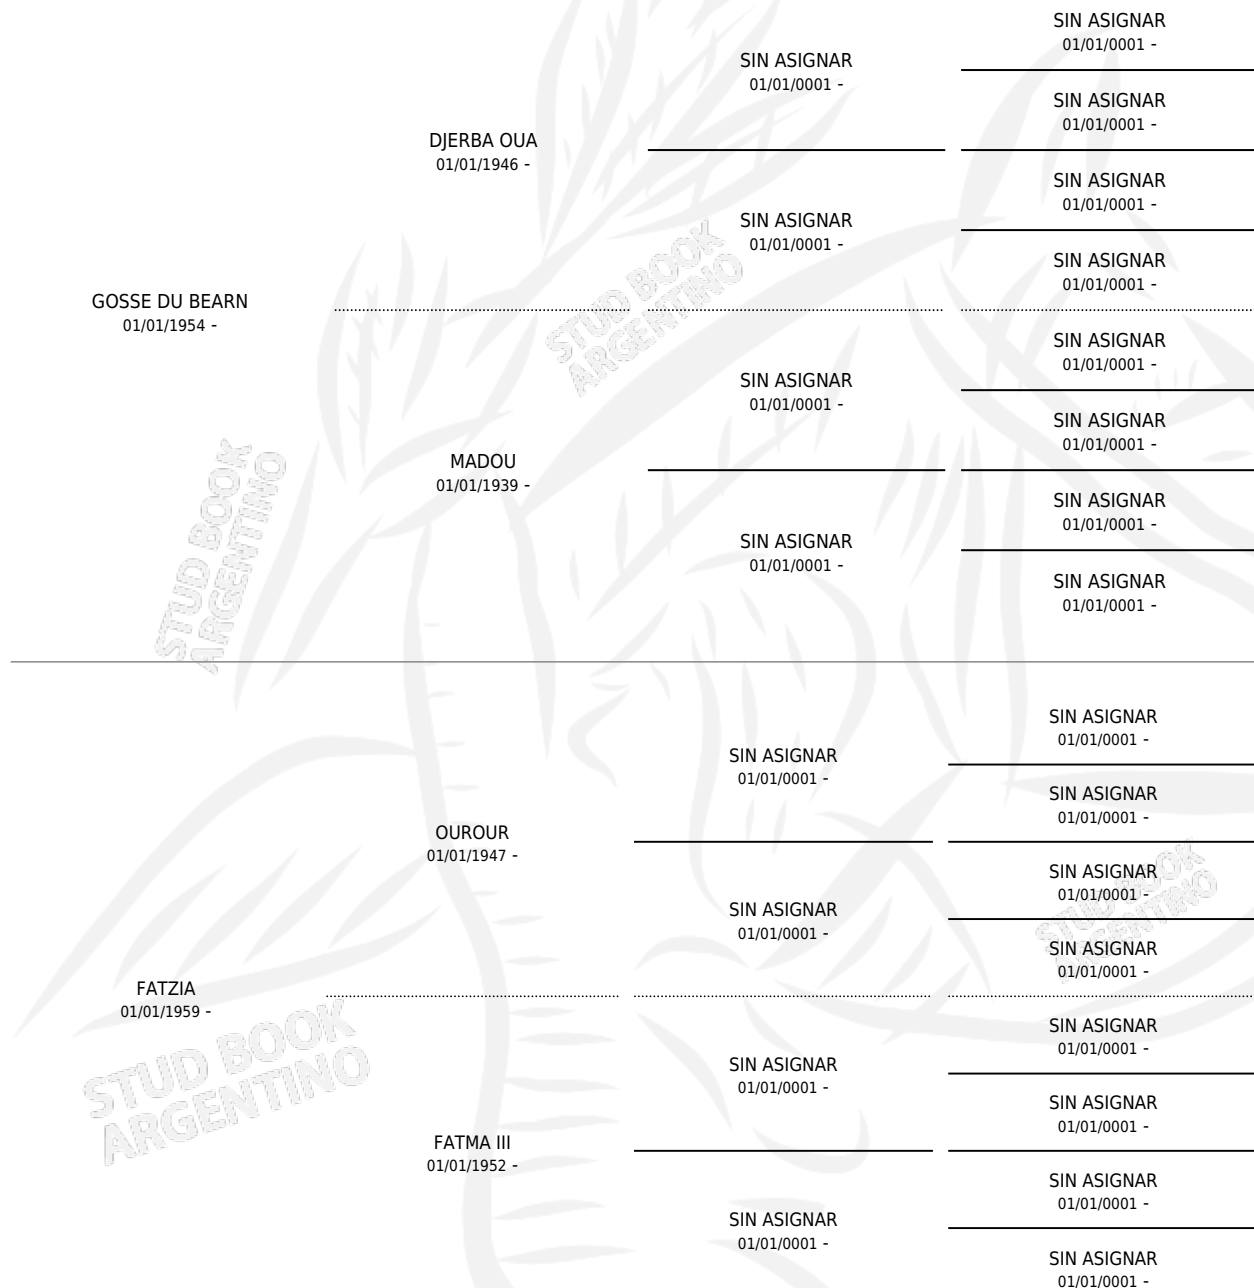 SIN ASIGNAR
01/01/0001 -
SIN ASIGNAR
01/01/0001 -
SIN ASIGNAR
01/01/0001 -
DJERBA OUA
01/01/1946 -
SIN ASIGNAR
01/01/0001 -
SIN ASIGNAR
01/01/0001 -
SIN ASIGNAR
01/01/0001 -
GOSSE DU BEARN
01/01/1954 -
SIN ASIGNAR
01/01/0001 -
SIN ASIGNAR
01/01/0001 -
SIN ASIGNAR
01/01/0001 -
MADOU
01/01/1939 -
SIN ASIGNAR
01/01/0001 -
SIN ASIGNAR
01/01/0001 -
SIN ASIGNAR
01/01/0001 -
STUD BOOK
ARGENTINO
STUD BOOK
ARGENTINO
SIN ASIGNAR
01/01/0001 -
SIN ASIGNAR
01/01/0001 -
SIN ASIGNAR
01/01/0001 -
OUROUR
01/01/1947 -
SIN ASIGNAR
01/01/0001 -
SIN ASIGNAR
01/01/0001 -
SIN ASIGNAR
01/01/0001 -
FATZIA
01/01/1959 -
SIN ASIGNAR
01/01/0001 -
SIN ASIGNAR
01/01/0001 -
SIN ASIGNAR
01/01/0001 -
FATMA III
01/01/1952 -
SIN ASIGNAR
01/01/0001 -
SIN ASIGNAR
01/01/0001 -
SIN ASIGNAR
01/01/0001 -
STUD BOOK
ARGENTINO
STUD BOOK
ARGENTINO